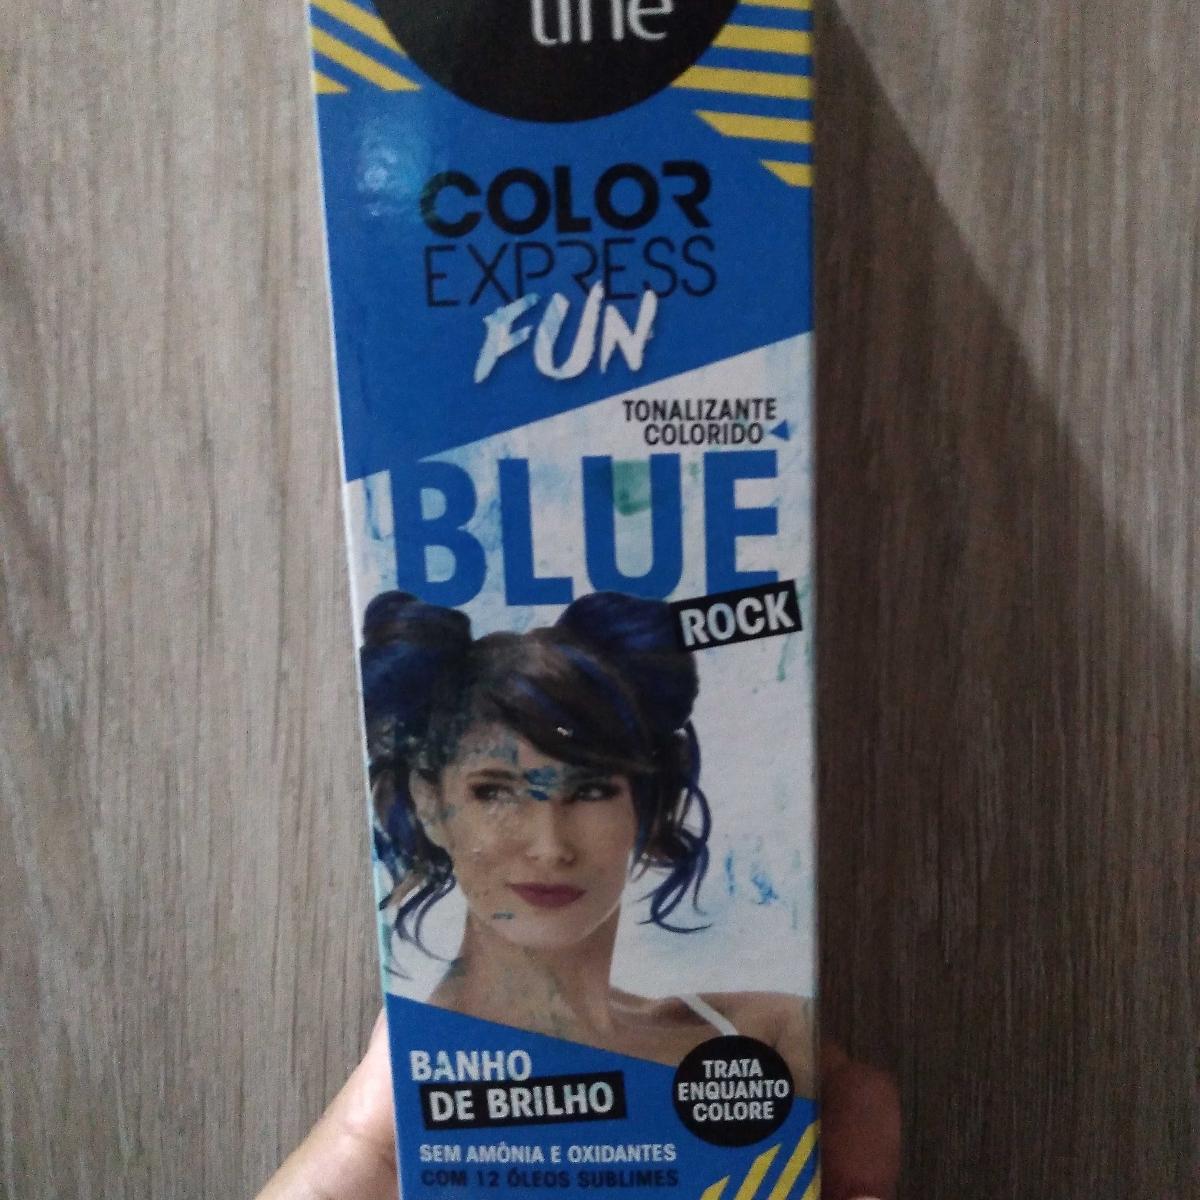 line
COLOR
EXPRESS
FUN
TONALIZANTE
COLORIDO
BLUE
ROCK
BANHO
DE BRILHO
TRATA
ENQUANTO
COLORE
SEM AMÔNIA E OXIDANTES
COM 12 ÓLEOS SUBLIMES